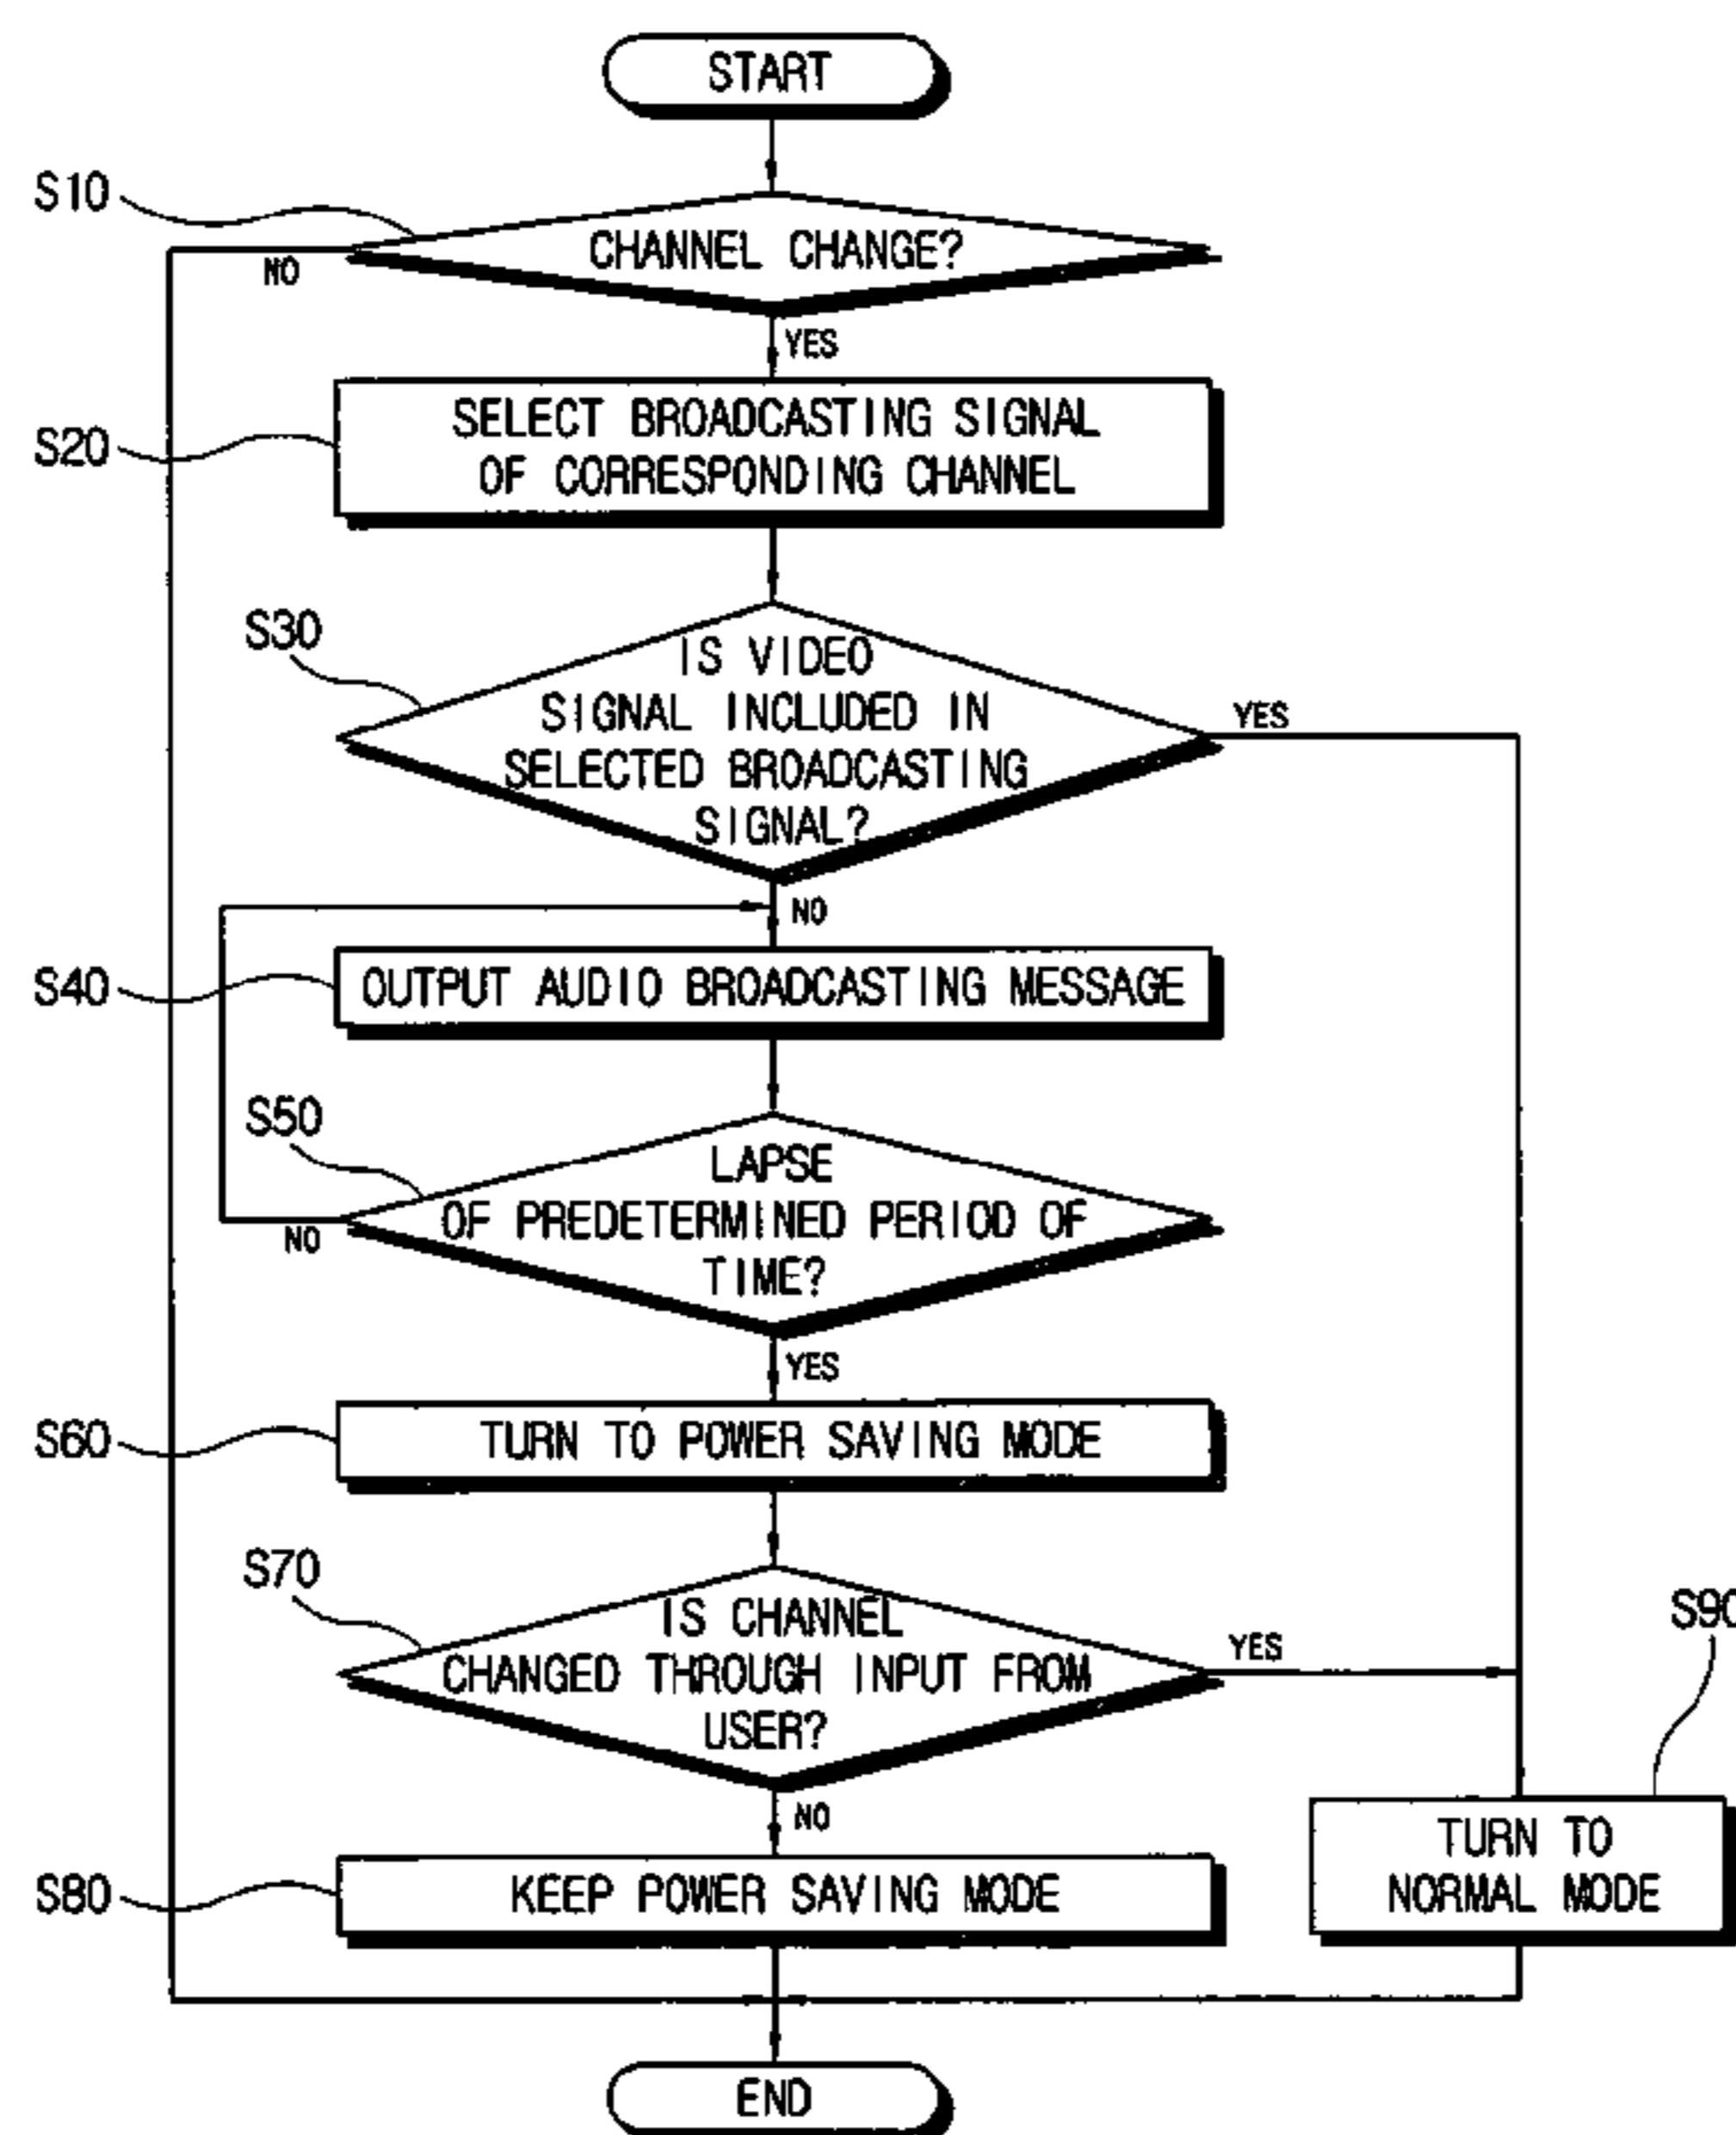 START
S10
CHANNEL CHANGE?
NO
YES
S20
SELECT BROADCASTING SIGNAL
OF CORRESPONDING CHANNEL
S30
IS VIDEO
SIGNAL INCLUDED IN
SELECTED BROADCASTING
SIGNAL?
YES
NO
S40
OUTPUT AUDIO BROADCASTING MESSAGE
S50
LAPSE
OF PREDETERMINED PERIOD OF
TIME?
NO
YES
S60
TURN TO POWER SAVING MODE
S70
IS CHANNEL
CHANGED THROUGH INPUT FROM
USER?
YES
S90
NO
TURN TO
NORMAL MODE
S80
KEEP POWER SAVING MODE
END